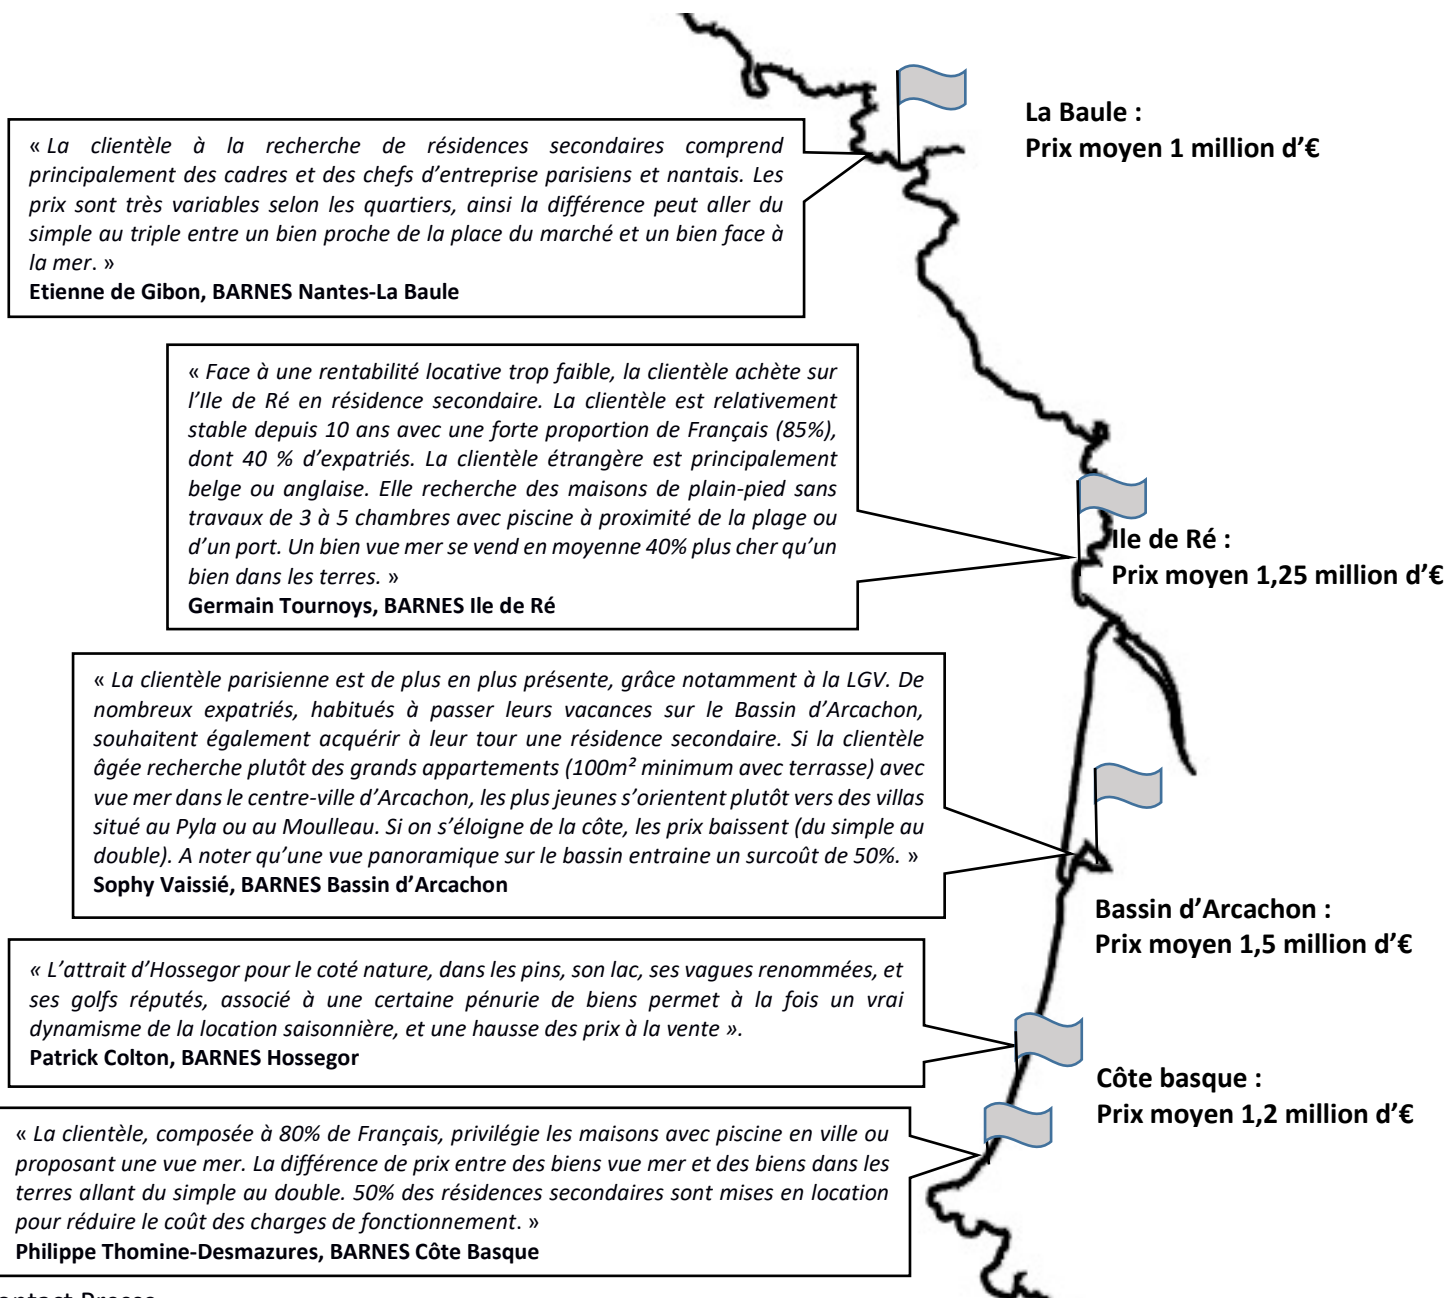 La Baule :
Prix moyen 1 million d’€
« La clientèle à la recherche de résidences secondaires comprend
principalement des cadres et des chefs d’entreprise parisiens et nantais. Les
prix sont très variables selon les quartiers, ainsi la différence peut aller du
simple au triple entre un bien proche de la place du marché et un bien face à
la mer. »
Etienne de Gibon, BARNES Nantes-La Baule
« Face à une rentabilité locative trop faible, la clientèle achète sur
l’Ile de Ré en résidence secondaire. La clientèle est relativement
stable depuis 10 ans avec une forte proportion de Français (85%),
dont 40 % d’expatriés. La clientèle étrangère est principalement
belge ou anglaise. Elle recherche des maisons de plain-pied sans
travaux de 3 à 5 chambres avec piscine à proximité de la plage ou
d’un port. Un bien vue mer se vend en moyenne 40% plus cher qu’un
bien dans les terres. »
Germain Tournoys, BARNES Ile de Ré
Ile de Ré :
Prix moyen 1,25 million d’€
« La clientèle parisienne est de plus en plus présente, grâce notamment à la LGV. De
nombreux expatriés, habitués à passer leurs vacances sur le Bassin d’Arcachon,
souhaitent également acquérir à leur tour une résidence secondaire. Si la clientèle
âgée recherche plutôt des grands appartements (100m² minimum avec terrasse) avec
vue mer dans le centre-ville d’Arcachon, les plus jeunes s’orientent plutôt vers des villas
situé au Pyla ou au Moulleau. Si on s’éloigne de la côte, les prix baissent (du simple au
double). A noter qu’une vue panoramique sur le bassin entraine un surcoût de 50%. »
Sophy Vaissié, BARNES Bassin d’Arcachon
Bassin d’Arcachon :
Prix moyen 1,5 million d’€
« L’attrait d’Hossegor pour le coté nature, dans les pins, son lac, ses vagues renommées, et
ses golfs réputés, associé à une certaine pénurie de biens permet à la fois un vrai
dynamisme de la location saisonnière, et une hausse des prix à la vente ».
Patrick Colton, BARNES Hossegor
Côte basque :
Prix moyen 1,2 million d’€
« La clientèle, composée à 80% de Français, privilégie les maisons avec piscine en ville ou
proposant une vue mer. La différence de prix entre des biens vue mer et des biens dans les
terres allant du simple au double. 50% des résidences secondaires sont mises en location
pour réduire le coût des charges de fonctionnement. »
Philippe Thomine-Desmazures, BARNES Côte Basque